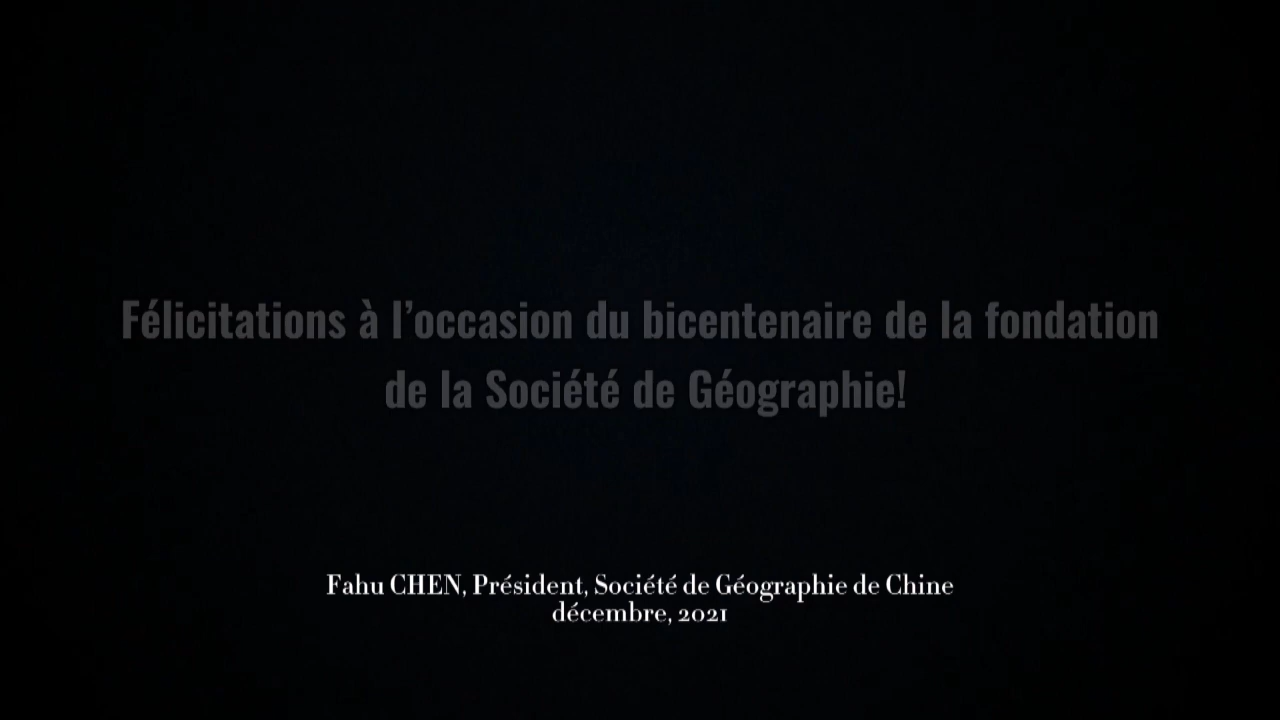 Félicitations à l’occasion du bicentenaire de la fondation
de la Société de Géographie!
Fahu CHEN, Président, Société de Géographie de Chine
décembre, 2021